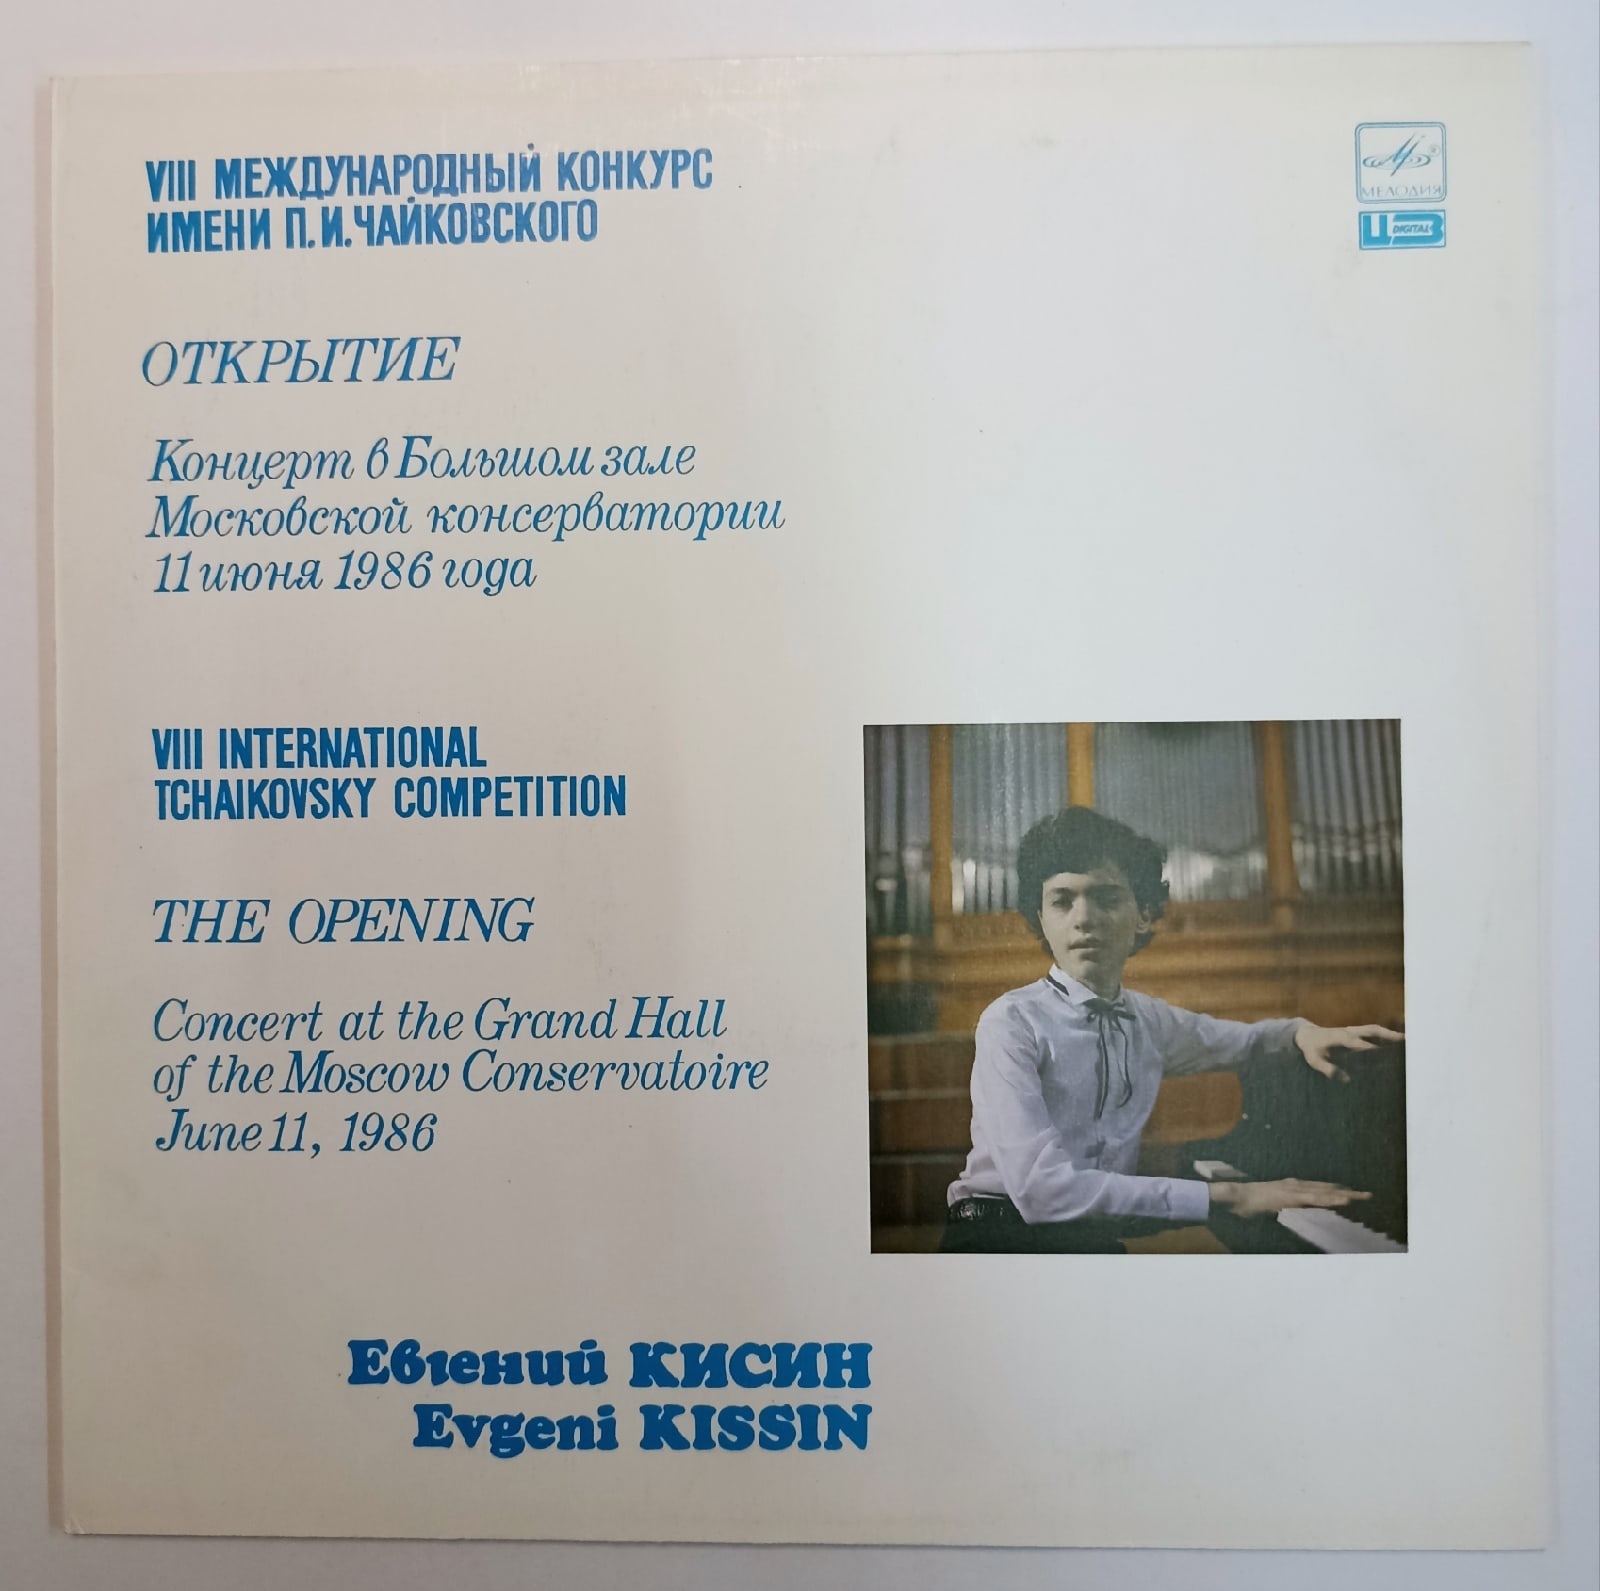 VIII МЕЖДУНАРОДНЫЙ КОНКУРС
ИМЕНИ П.И.ЧАЙКОВСКОГО
МЕЛОДИЯ
ЦЗ DIGITAL
ОТКРЫТИЕ
Концерт в Большом зале
Московской консерватории
11 июня 1986 года
VIII INTERNATIONAL
TCHAIKOVSKY COMPETITION
THE OPENING
Concert at the Grand Hall
of the Moscow Conservatoire
June 11, 1986
Евгений КИСИН
Evgeni KISSIN